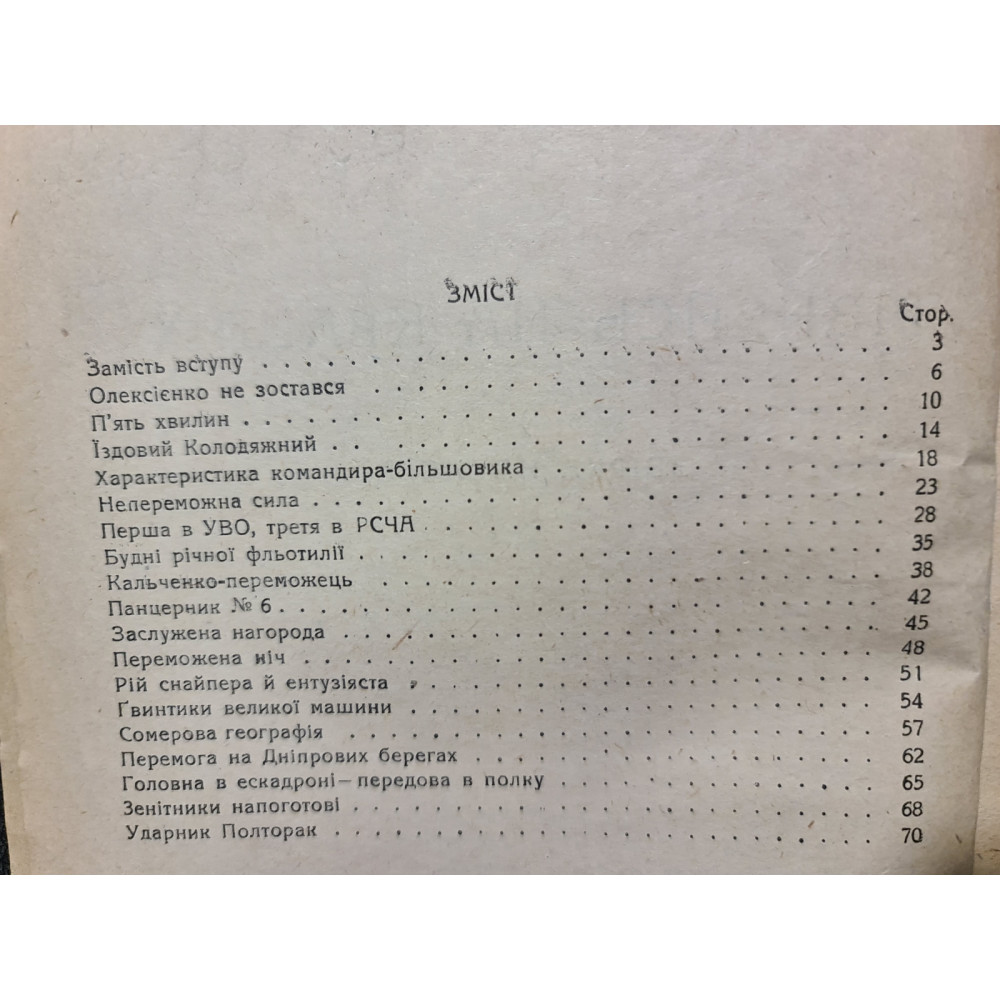 ЗМІСТ
Стор.
Замість вступу . . . . . . . . . . . . . . . . . . . . . . . 3
Олексієнко не зостався . . . . . . . . . . . . . . . . . . . 6
П'ять хвилин . . . . . . . . . . . . . . . . . . . . . . . . 10
Їздовий Колодяжний . . . . . . . . . . . . . . . . . . . . . 14
Характеристика командира-більшовика . . . . . . . . . . . . . 18
Непереможна сила . . . . . . . . . . . . . . . . . . . . . . 23
Перша в УВО, третя в РСЧА . . . . . . . . . . . . . . . . . . 28
Будні річної фльотилії . . . . . . . . . . . . . . . . . . . 35
Кальченко-переможець . . . . . . . . . . . . . . . . . . . . 38
Панцерник № 6 . . . . . . . . . . . . . . . . . . . . . . . . 42
Заслужена нагорода . . . . . . . . . . . . . . . . . . . . . 45
Переможена ніч . . . . . . . . . . . . . . . . . . . . . . . 48
Рій снайпера й ентузіяста . . . . . . . . . . . . . . . . . . 51
Ґвинтики великої машини . . . . . . . . . . . . . . . . . . . 54
Сомерова географія . . . . . . . . . . . . . . . . . . . . . 57
Перемога на Дніпрових берегах . . . . . . . . . . . . . . . . 62
Головна в ескадроні—передова в полку . . . . . . . . . . . . 65
Зенітники напоготові . . . . . . . . . . . . . . . . . . . . 68
Ударник Полторак . . . . . . . . . . . . . . . . . . . . . . 70